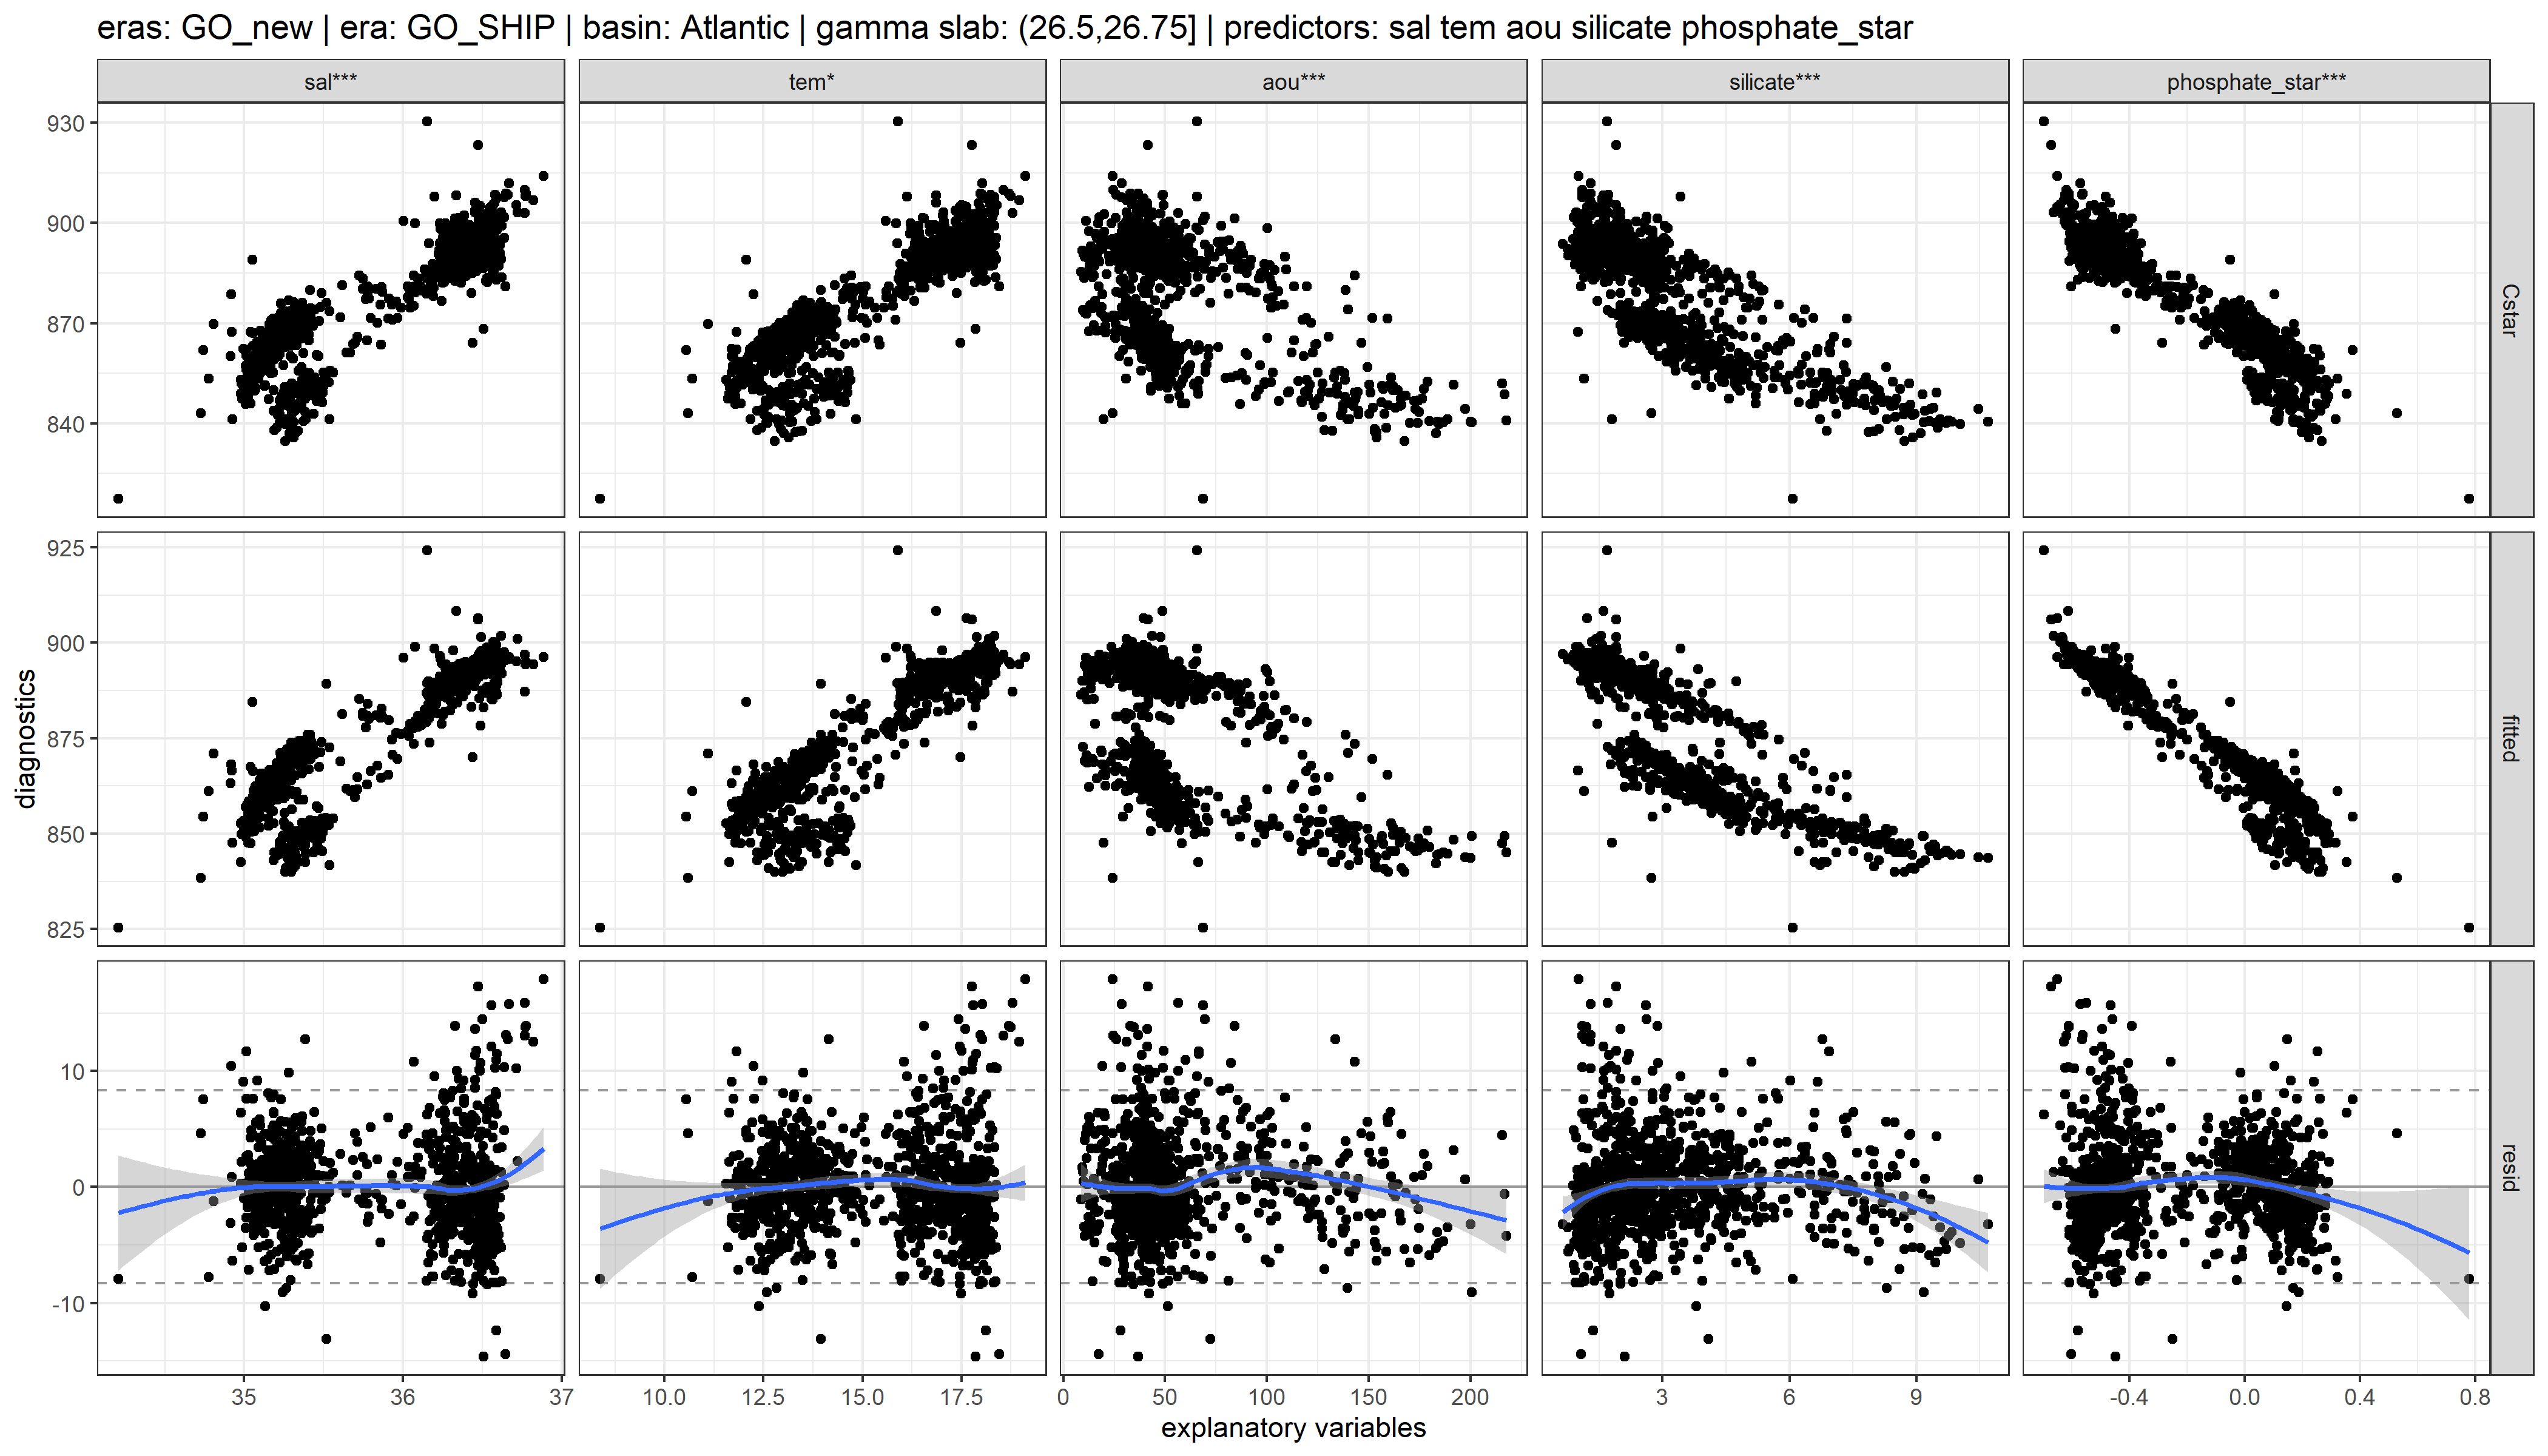 eras: GO_new | era: GO_SHIP | basin: Atlantic | gamma slab: (26.5,26.75] | predictors: sal tem aou silicate phosphate_star
sal*** tem* aou*** silicate*** phosphate_star***
930
900
870
840
Cstar
925
900
875
850
825
fitted
diagnostics
10
0
-10
resid
35 36 37 10.0 12.5 15.0 17.5 0 50 100 150 200 3 6 9 -0.4 0.0 0.4 0.8
explanatory variables